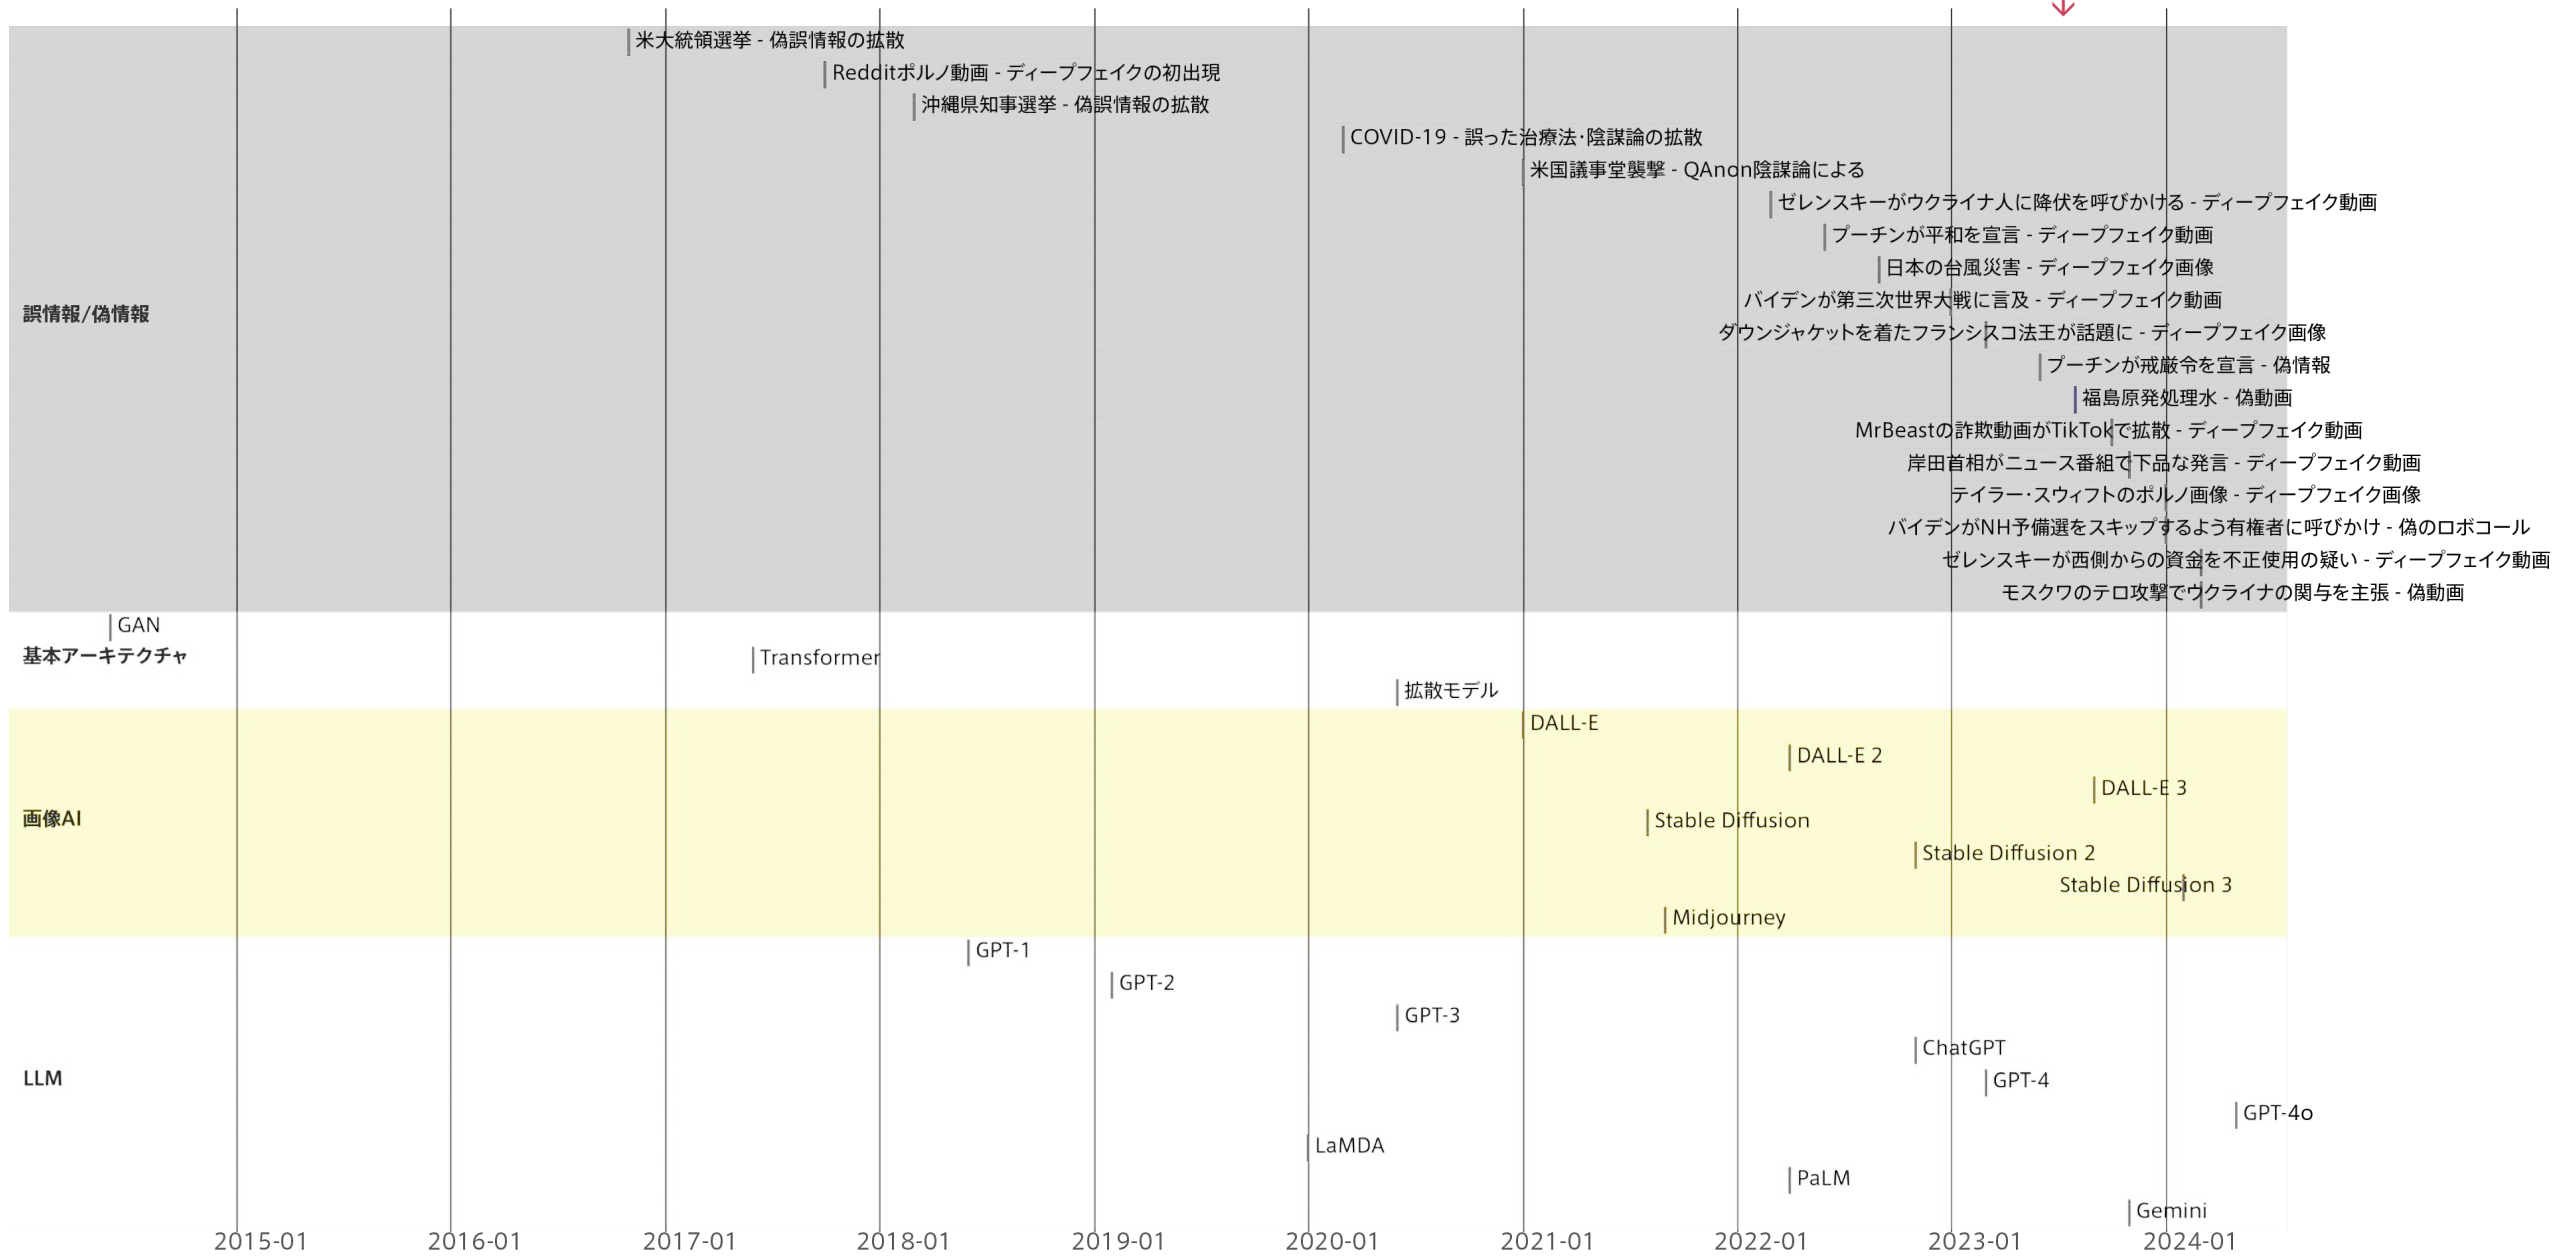 米大統領選挙 - 偽誤情報の拡散
Redditポルノ動画 - ディープフェイクの初出現
沖縄県知事選挙 - 偽誤情報の拡散
COVID-19 - 誤った治療法・陰謀論の拡散
米国議事堂襲撃 - QAnon陰謀論による
ゼレンスキーがウクライナ人に降伏を呼びかける - ディープフェイク動画
プーチンが平和を宣言 - ディープフェイク動画
日本の台風災害 - ディープフェイク画像
バイデンが第三次世界大戦に言及 - ディープフェイク動画
誤情報/偽情報
ダウンジャケットを着たフランシスコ法王が話題に - ディープフェイク画像
プーチンが戒厳令を宣言 - 偽情報
福島原発処理水 - 偽動画
MrBeastの詐欺動画がTikTokで拡散 - ディープフェイク動画
岸田首相がニュース番組で下品な発言 - ディープフェイク動画
テイラー・スウィフトのポルノ画像 - ディープフェイク画像
バイデンがNH予備選をスキップするよう有権者に呼びかけ - 偽のロボコール
ゼレンスキーが西側からの資金を不正使用の疑い - ディープフェイク動画
モスクワのテロ攻撃でウクライナの関与を主張 - 偽動画
GAN
基本アーキテクチャ
Transformer
拡散モデル
DALL-E
DALL-E 2
DALL-E 3
画像AI
Stable Diffusion
Stable Diffusion 2
Stable Diffusion 3
Midjourney
GPT-1
GPT-2
GPT-3
ChatGPT
LLM
GPT-4
GPT-4o
LaMDA
PaLM
Gemini
2015-01
2016-01
2017-01
2018-01
2019-01
2020-01
2021-01
2022-01
2023-01
2024-01